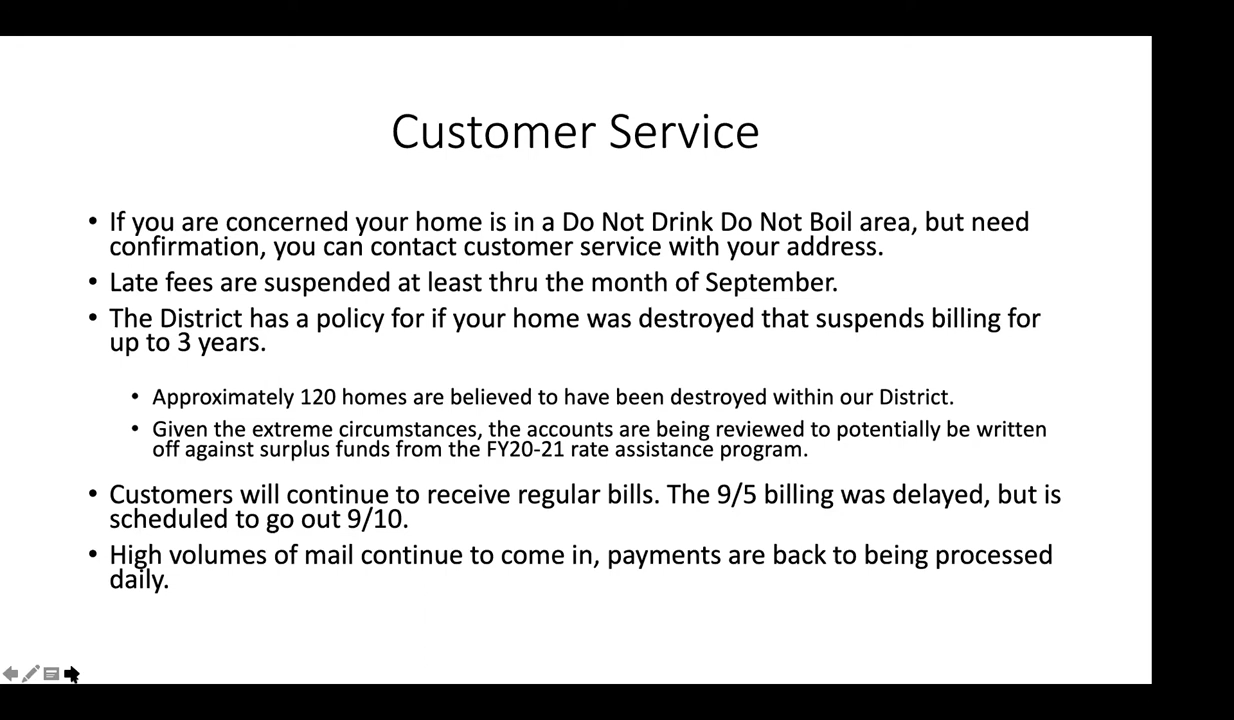 Customer Service
• If you are concerned your home is in a Do Not Drink Do Not Boil area, but need
confirmation, you can contact customer service with your address.
• Late fees are suspended at least thru the month of September.
• The District has a policy for if your home was destroyed that suspends billing for
up to 3 years.
• Approximately 120 homes are believed to have been destroyed within our District.
• Given the extreme circumstances, the accounts are being reviewed to potentially be written
off against surplus funds from the FY20-21 rate assistance program.
• Customers will continue to receive regular bills. The 9/5 billing was delayed, but is
scheduled to go out 9/10.
• High volumes of mail continue to come in, payments are back to being processed
daily.